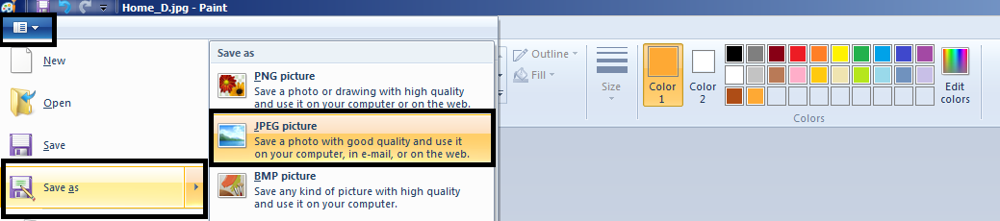 Home_D.jpg - Paint
New
Open
Save
Save as
Save as
PNG picture
Save a photo or drawing with high quality
and use it on your computer or on the web.
JPEG picture
Save a photo with good quality and use it
on your computer, in e-mail, or on the web.
BMP picture
Save any kind of picture with high quality
and use it on your computer.
Outline
Fill
Size
Color
1
Color
2
Edit
colors
Colors